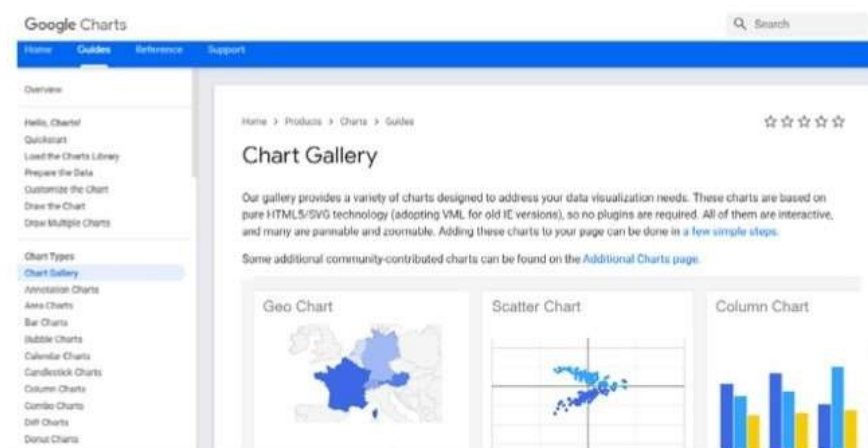 Google Charts
Search
Home Guides Reference Support
Overview
Hello, Charts!
Quickstart
Load the Charts Library
Prepare the Data
Customize the Chart
Draw the Chart
Draw Multiple Charts
Chart Types
Chart Gallery
Annotation Charts
Area Charts
Bar Charts
Bubble Charts
Calendar Charts
Candlestick Charts
Column Charts
Combo Charts
Diff Charts
Donut Charts
Home > Products > Charts > Guides
Chart Gallery
Our gallery provides a variety of charts designed to address your data visualization needs. These charts are based on
pure HTML5/SVG technology (adopting VML for old IE versions), so no plugins are required. All of them are interactive,
and many are pannable and zoomable. Adding these charts to your page can be done in a few simple steps.
Some additional community-contributed charts can be found on the Additional Charts page.
Geo Chart
Scatter Chart
Column Chart